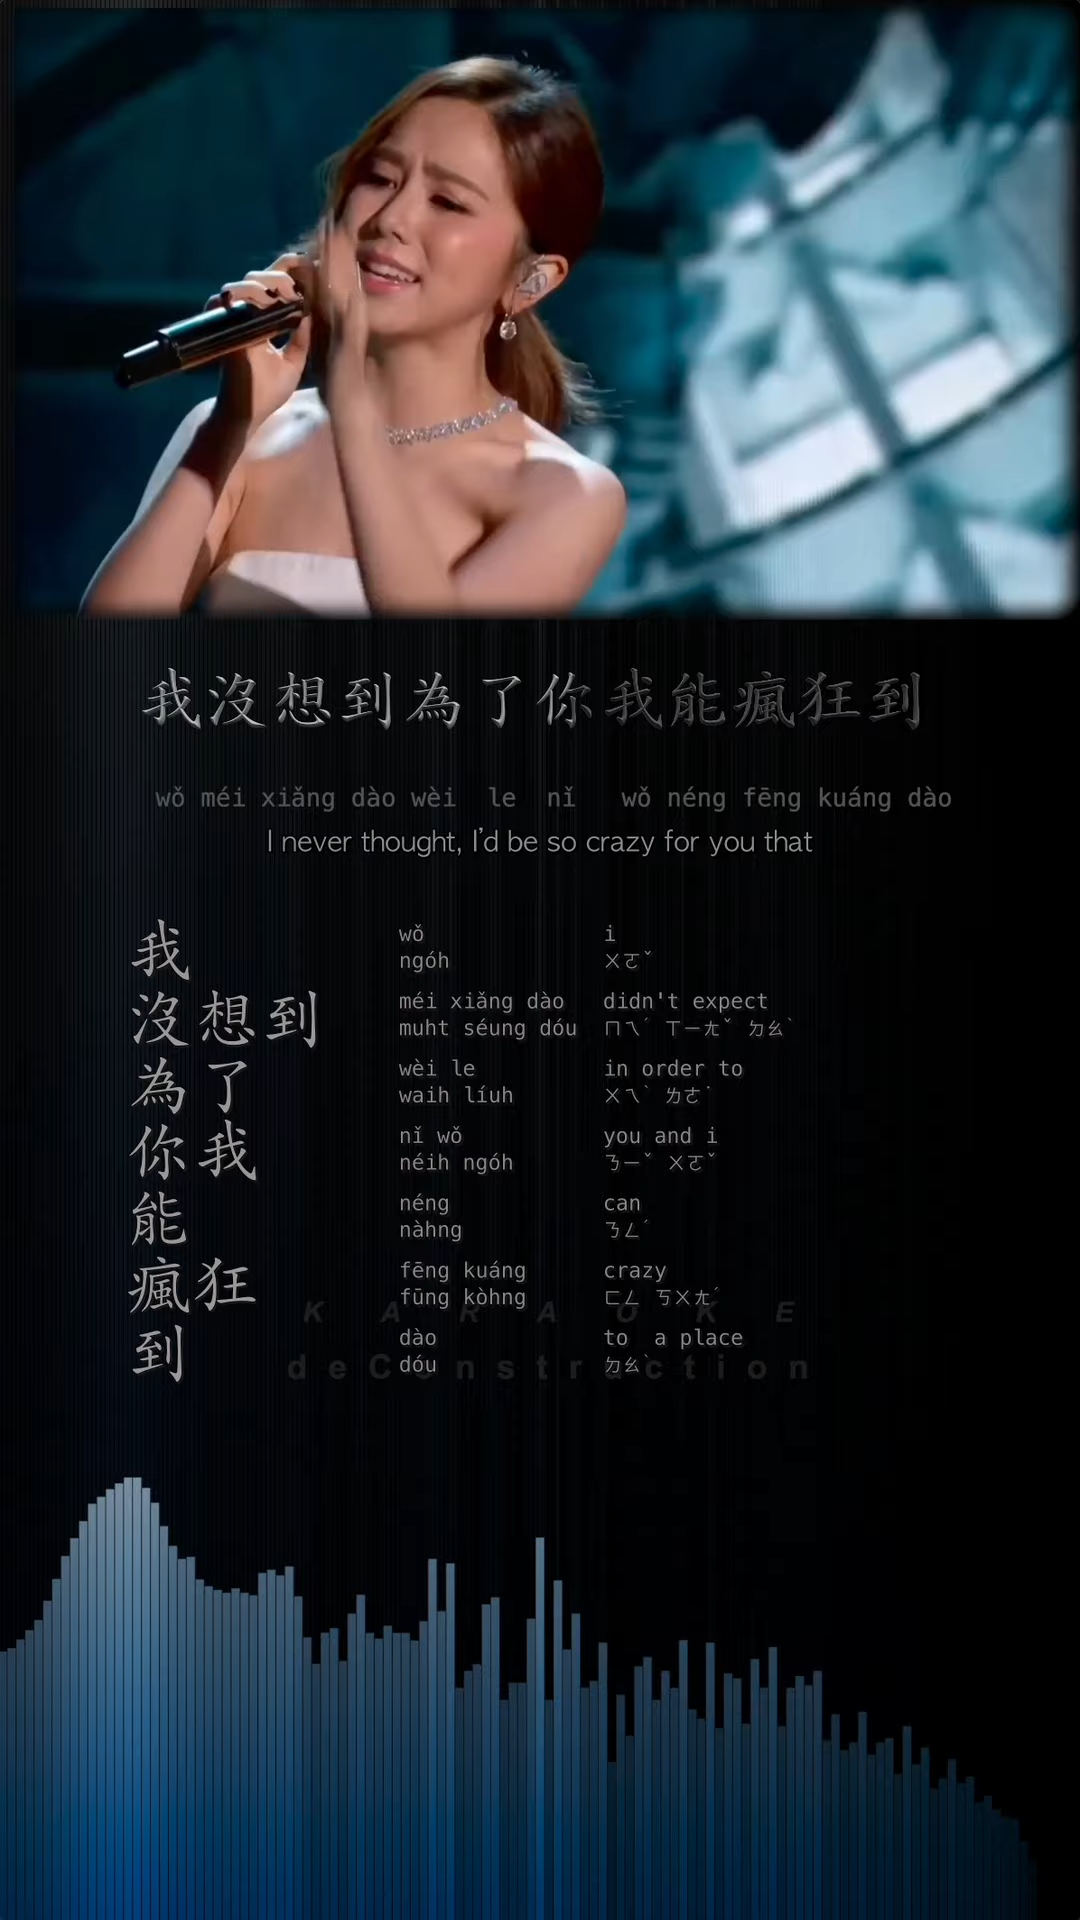 我沒想到為了你我能瘋狂到
wǒ méi xiǎng dào wèi le nǐ wǒ néng fēng kuáng dào
I never thought, I'd be so crazy for you that
我 wǒ i
ngóh ㄨㄛˇ
沒想到 méi xiǎng dào didn't expect
muht séung dóu ㄇㄟˊ ㄒㄧㄤˇ ㄉㄠˋ
為了 wèi le in order to
waih líuh ㄨㄟˋ ㄌㄜ˙
你我 nǐ wǒ you and i
néih ngóh ㄋㄧˇ ㄨㄛˇ
能 néng can
nàhng ㄋㄥˊ
瘋狂 fēng kuáng crazy
fūng kòhng ㄈㄥ ㄎㄨㄤˊ
KARAOKE
到 dào to a place
dóu ㄉㄠˋ
deConstruction